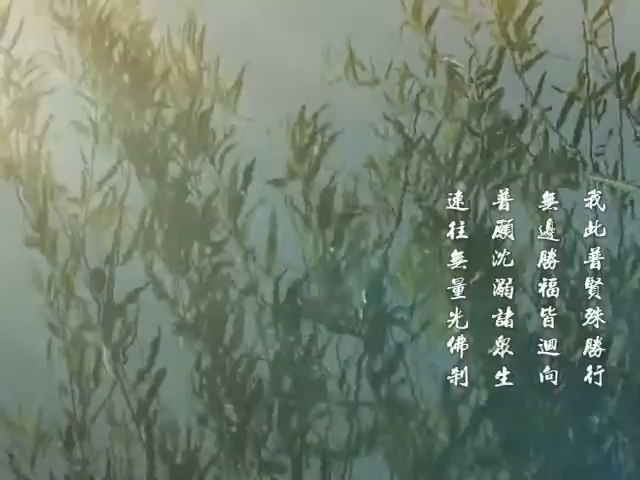 我此普賢殊勝行
無邊勝福皆迴向
普願沈溺諸眾生
速往無量光佛剎